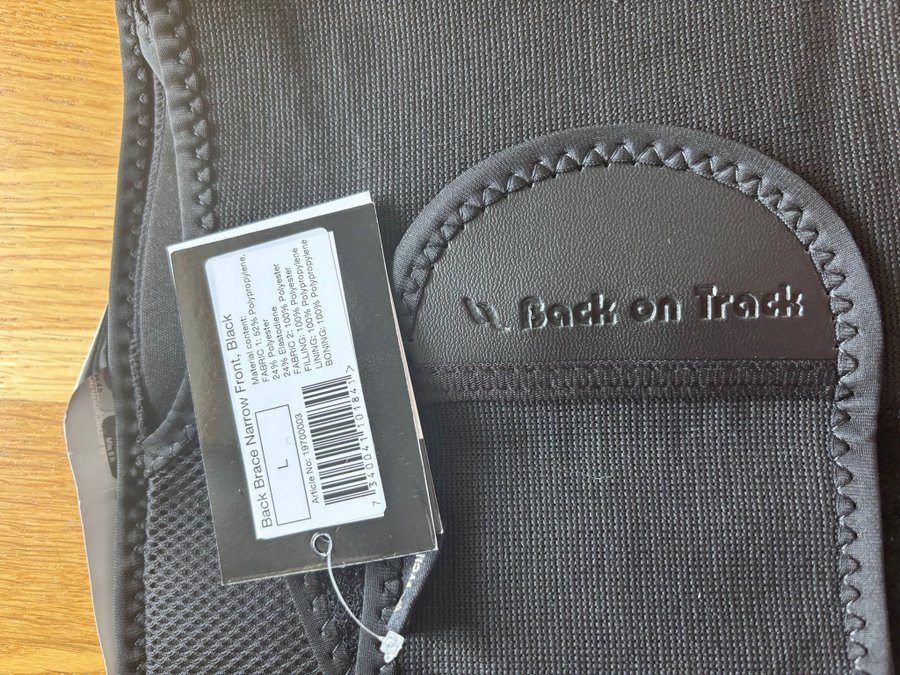 Back Brace Narrow Front, Black
L
Material content:
FABRIC 1: 52% Polypropylene,
24% Polyester
24% Elastodiene
FABRIC 2: 100% Polyester
FILLING: 100% Polypropylene
LINING: 100% Polypropylene
BONING: 100% Polypropylene
Article No: 19700003
7 340041 101841
Back on Track